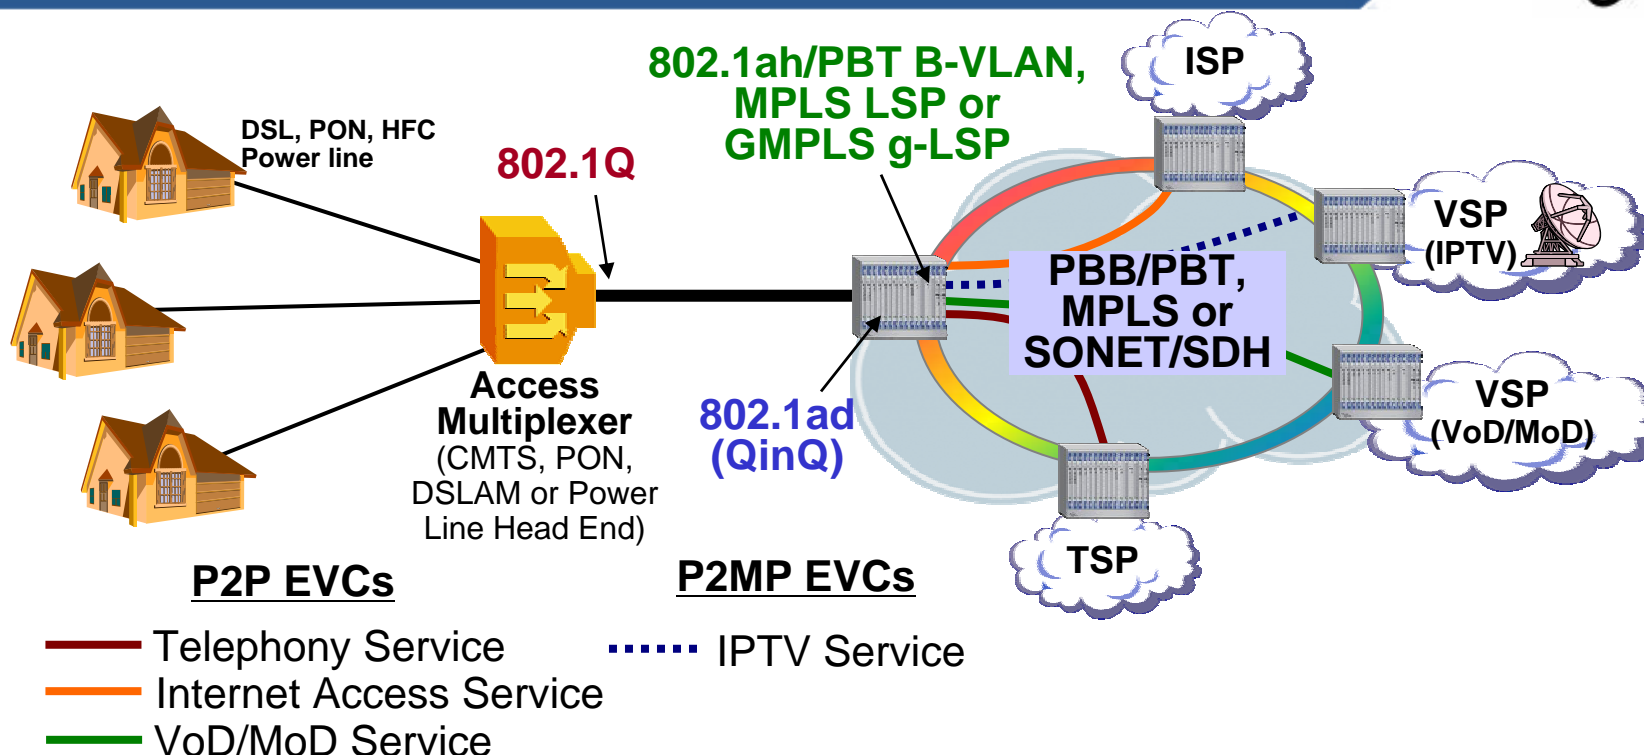 802.1ah/PBT B-VLAN,
MPLS LSP or
GMPLS g-LSP
ISP
DSL, PON, HFC
Power line
802.1Q
VSP
(IPTV)
PBB/PBT,
MPLS or
SONET/SDH
Access
Multiplexer
(CMTS, PON,
DSLAM or Power
Line Head End)
802.1ad
(QinQ)
VSP
(VoD/MoD)
TSP
P2P EVCs
P2MP EVCs
Telephony Service
IPTV Service
Internet Access Service
VoD/MoD Service